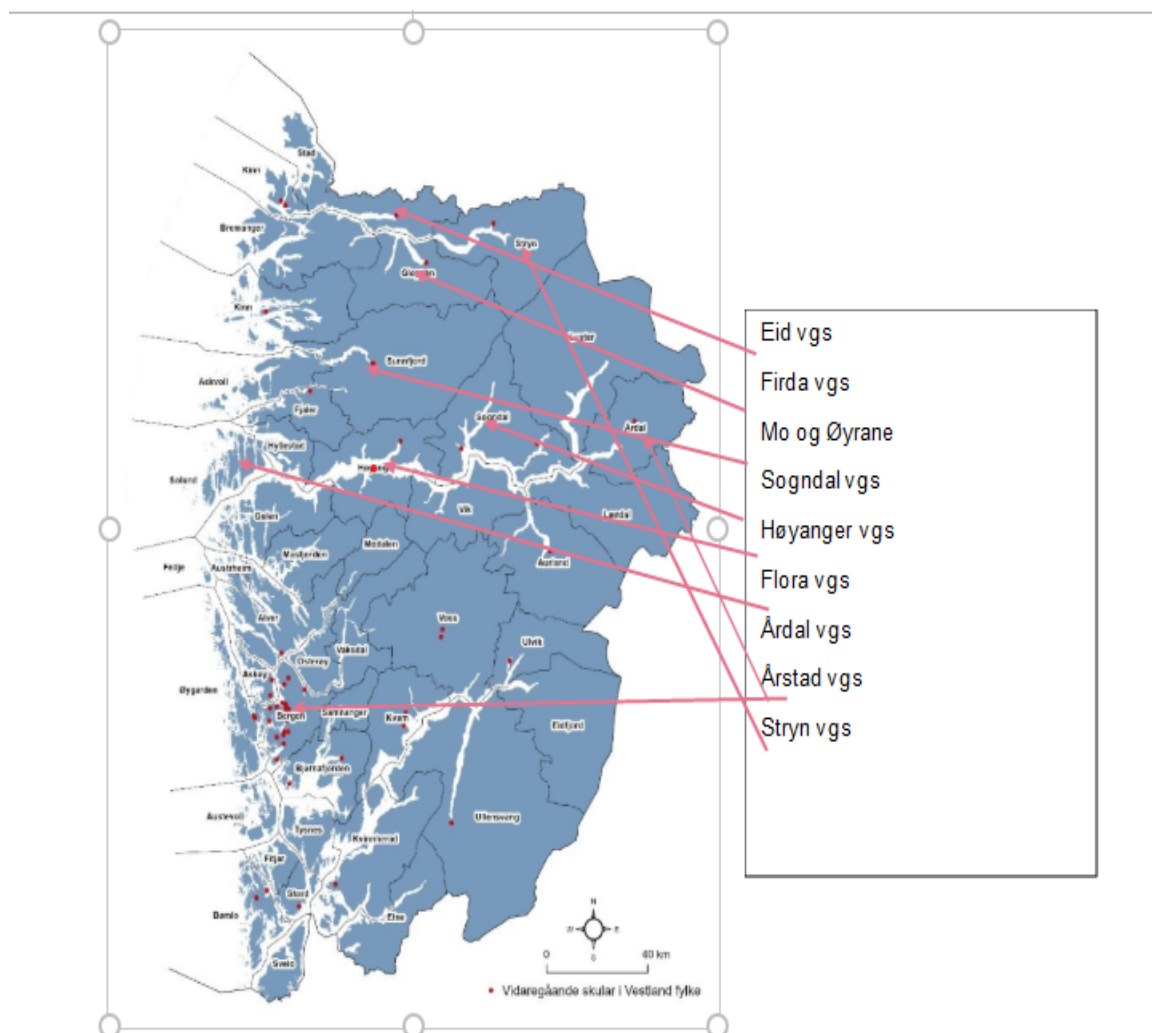 Stad
Kinn
Bremanger
Stryn
Gloppen
Kinn
Eid vgs
Luster
Sunnfjord
Firda vgs
Askvoll
Fjaler
Sogndal
Årdal
Mo og Øyrane
Hyllestad
Høyanger
Solund
Sogndal vgs
Gulen
Vik
Lærdal
Høyanger vgs
Modalen
Masfjorden
Aurland
Fedje
Austrheim
Flora vgs
Alver
Voss
Årdal vgs
Vaksdal
Ulvik
Osterøy
Askøy
Årstad vgs
Øygarden
Bergen
Samnanger
Kvam
Eidfjord
Stryn vgs
Bjørnafjorden
Austevoll
Tysnes
Ullensvang
Kvinnherad
Fitjar
Stord
Bømlo
Etne
Sveio
N
W
E
S
0
40 km
Vidaregåande skular i Vestland fylke